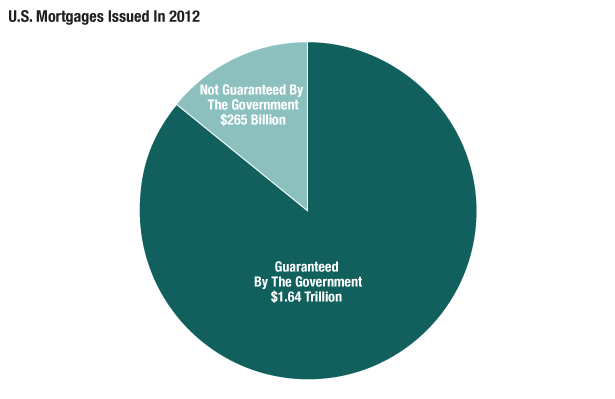 U.S. Mortgages Issued In 2012
Not Guaranteed By
The Government
$265 Billion
Guaranteed
By The Government
$1.64 Trillion